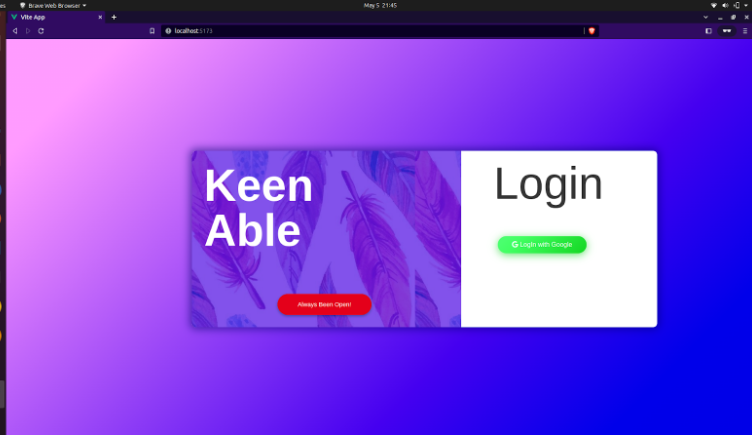 Brave Web Browser
May 5 21:45
Vite App
localhost:5173
Keen
Able
Always Been Open!
Login
Login with Google